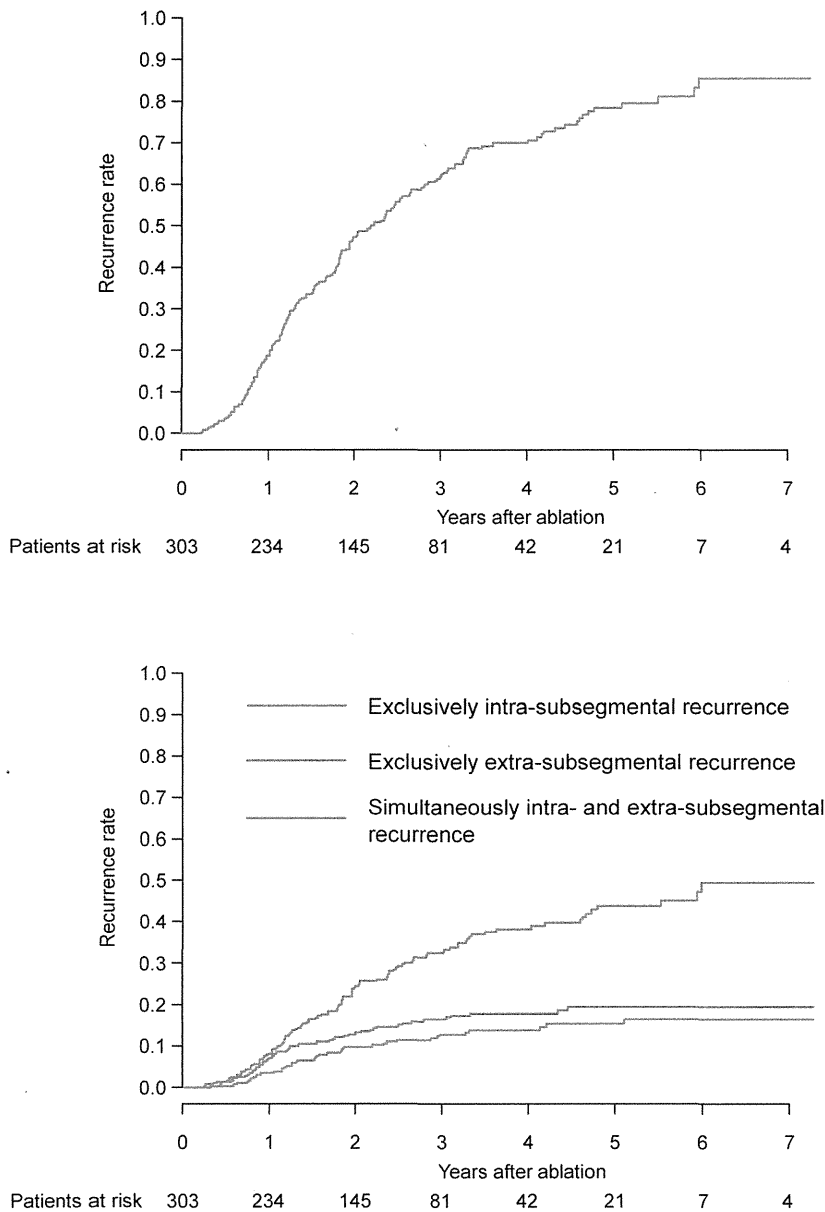 1.0
0.9
0.8
0.7
0.6
0.5
0.4
0.3
0.2
0.1
0.0
Recurrence rate
0 1 2 3 4 5 6 7
Years after ablation
Patients at risk 303 234 145 81 42 21 7 4
1.0
0.9
0.8
0.7
0.6
0.5
0.4
0.3
0.2
0.1
0.0
Recurrence rate
Exclusively intra-subsegmental recurrence
Exclusively extra-subsegmental recurrence
Simultaneously intra- and extra-subsegmental
recurrence
0 1 2 3 4 5 6 7
Years after ablation
Patients at risk 303 234 145 81 42 21 7 4